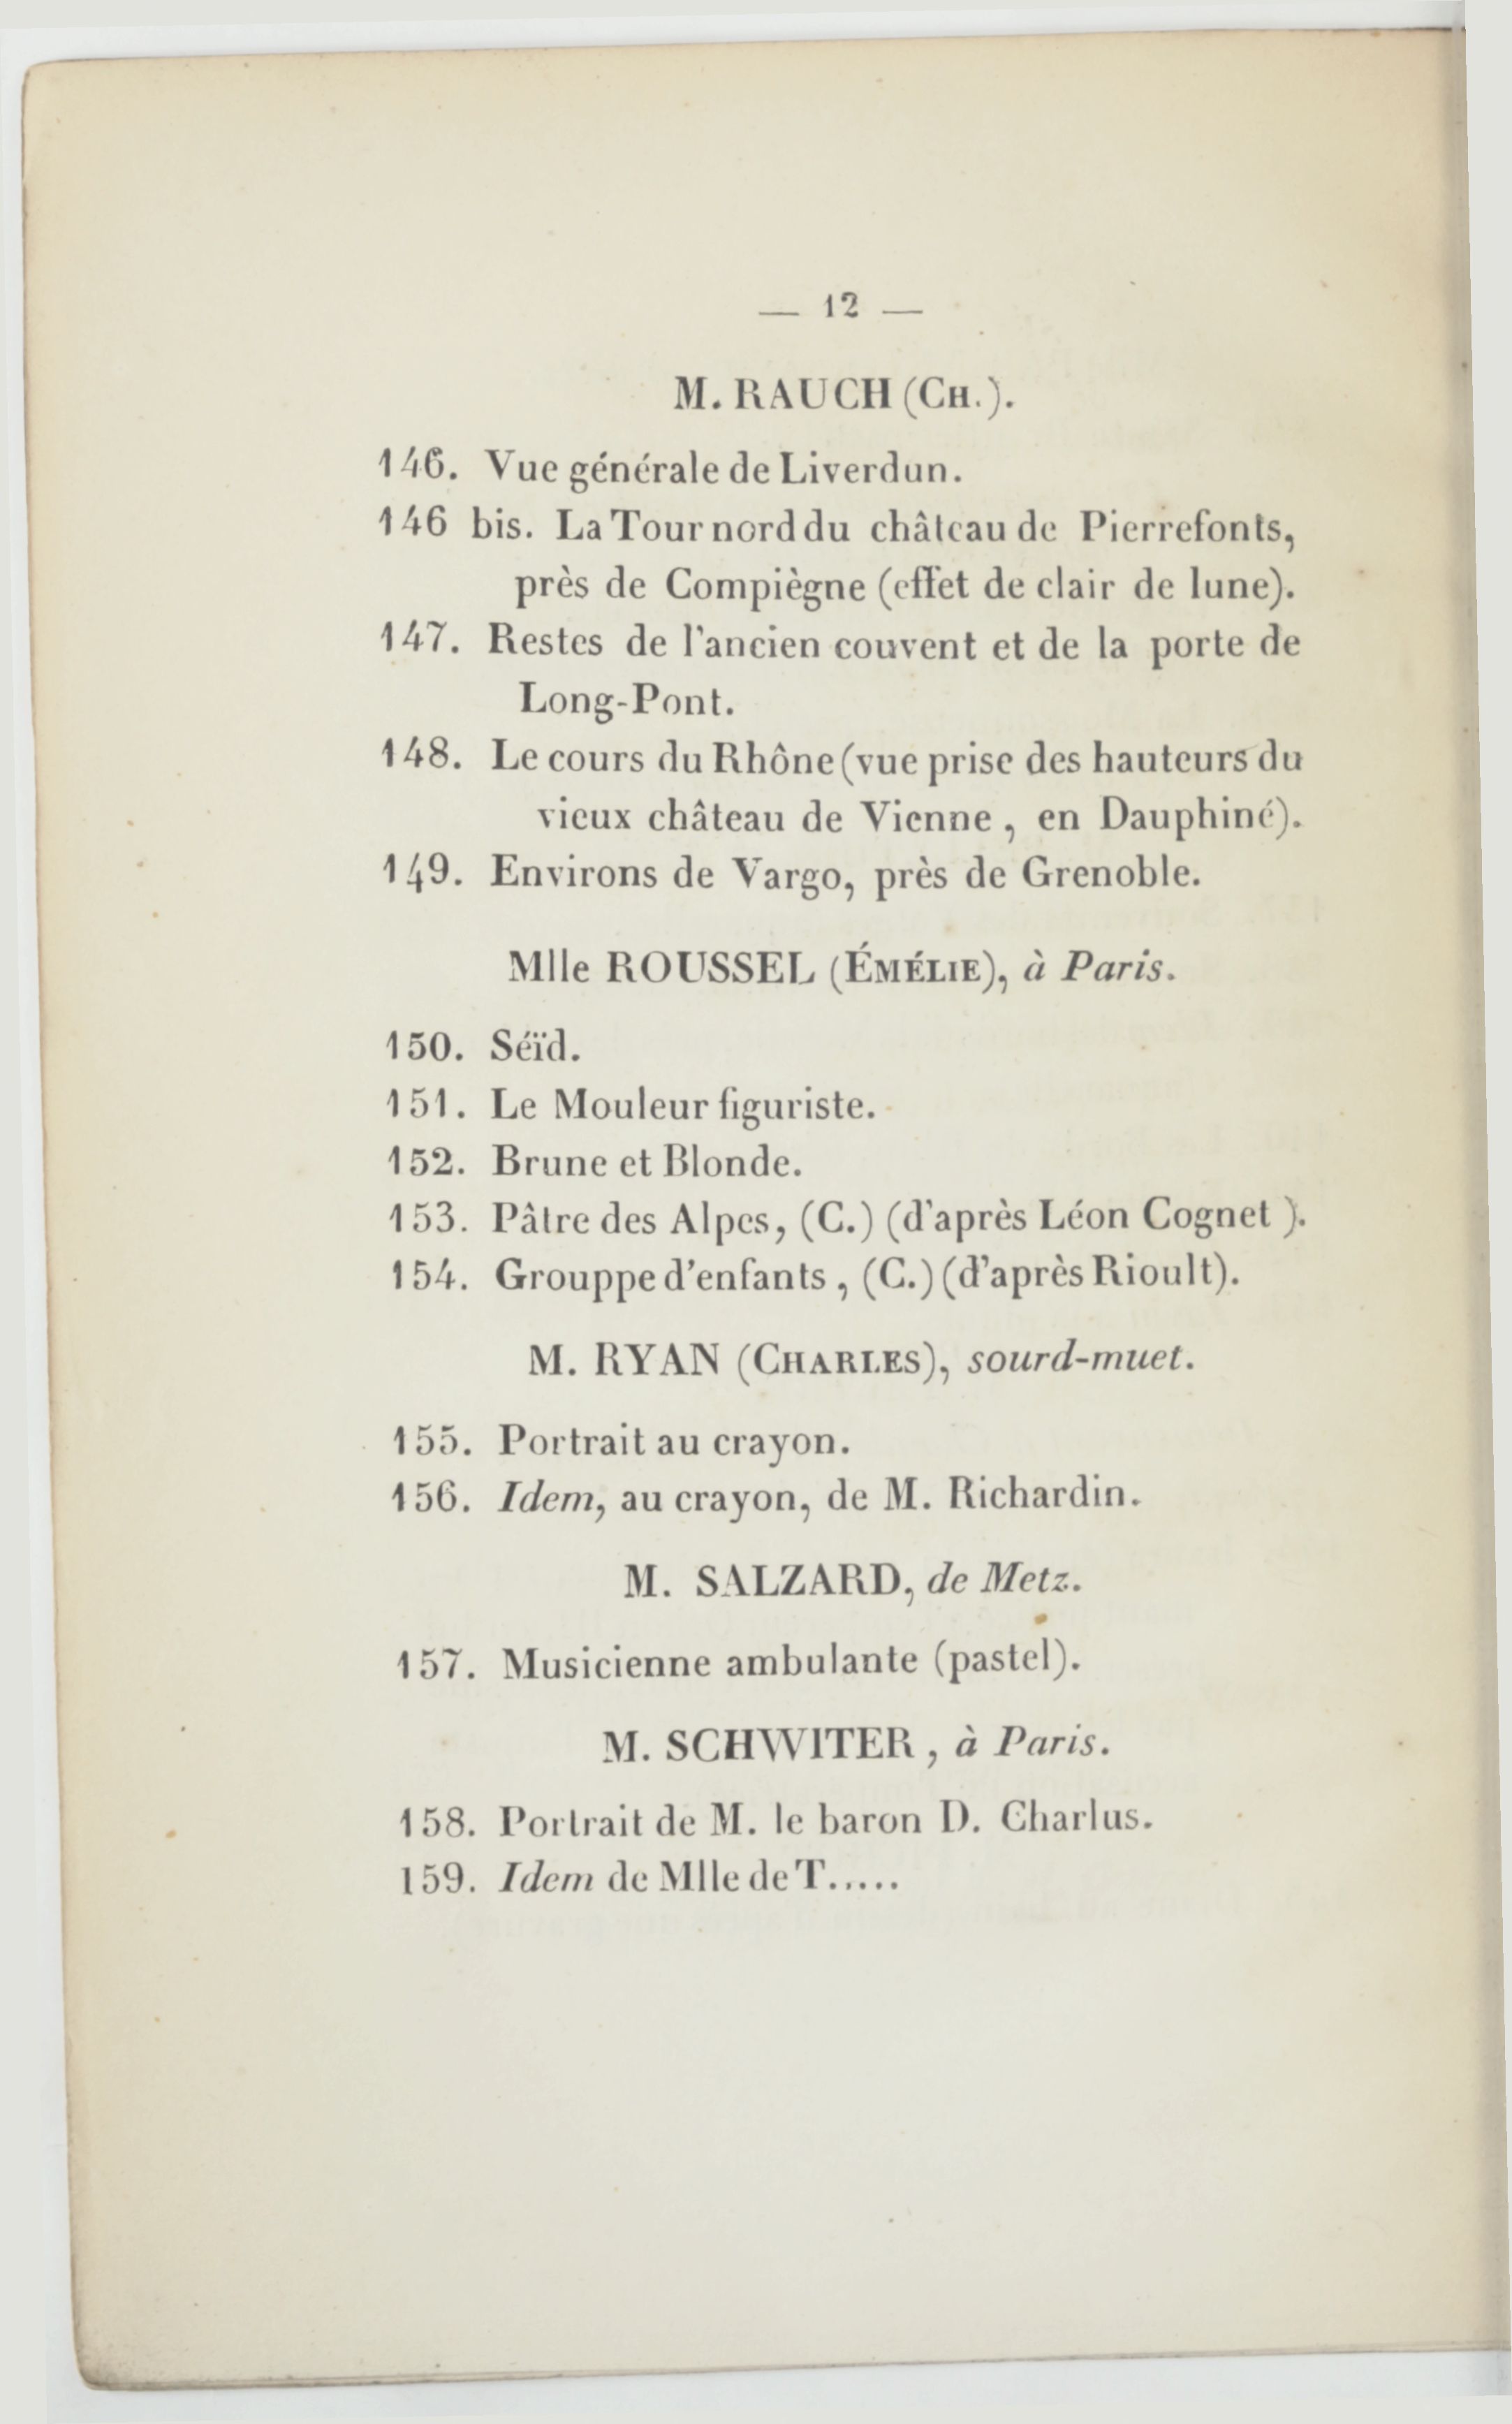 — 12 —
M. RAUCH (CH.).
146. Vue générale de Liverdun.
146 bis. La Tour nord du château de Pierrefonts,
près de Compiègne (effet de clair de lune).
147. Restes de l'ancien couvent et de la porte de
Long-Pont.
148. Le cours du Rhône (vue prise des hauteurs du
vieux château de Vienne, en Dauphiné).
149. Environs de Vargo, près de Grenoble.
Mlle ROUSSEL (ÉMÉLIE), à Paris.
150. Séïd.
151. Le Mouleur figuriste.
152. Brune et Blonde.
153. Pâtre des Alpes, (C.) (d'après Léon Cognet ).
154. Grouppe d'enfants, (C.) (d'après Rioult).
M. RYAN (CHARLES), sourd-muet.
155. Portrait au crayon.
156. Idem, au crayon, de M. Richardin.
M. SALZARD, de Metz.
157. Musicienne ambulante (pastel).
M. SCHWITER, à Paris.
158. Portrait de M. le baron D. Charlus.
159. Idem de Mlle de T.....